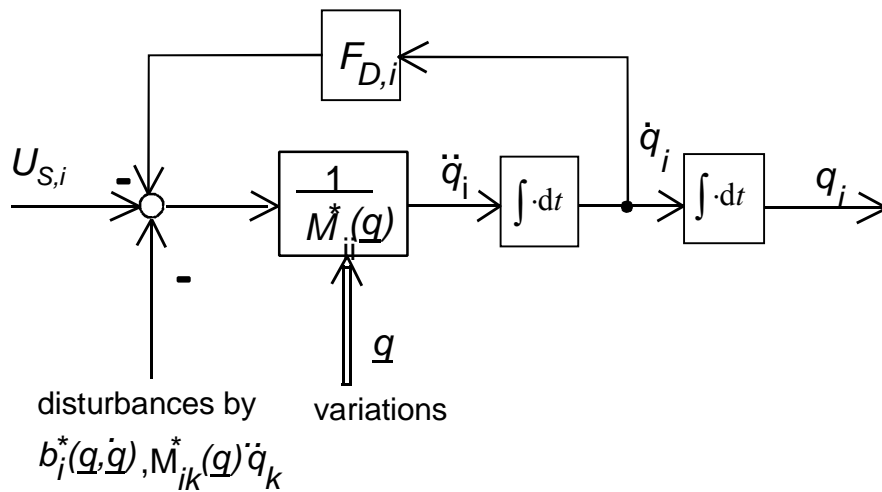 F_{D,i}
U_{S,i}
-
1
M^*_{ii}(q)
q̈_i
∫·dt
q̇_i
∫·dt
q_i
-
q
disturbances by
variations
b^*_i(q,q̇),M^*_{ik}(q)q̈_k